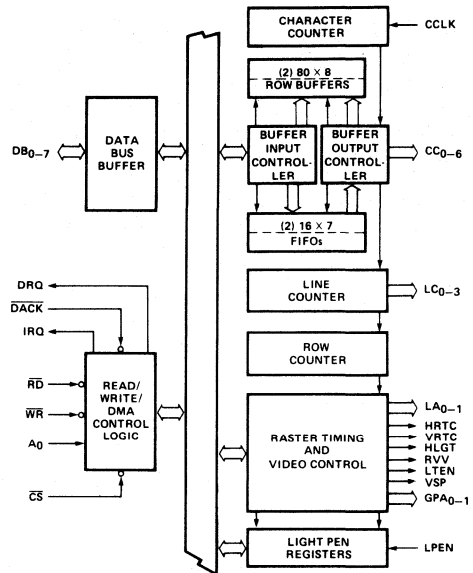 CHARACTER
COUNTER
CCLK
(2) 80 × 8
ROW BUFFERS
DB0–7
DATA
BUS
BUFFER
BUFFER
INPUT
CONTROL-
LER
BUFFER
OUTPUT
CONTROL-
LER
CC0–6
(2) 16 × 7
FIFOs
DRQ
DACK
IRQ
LINE
COUNTER
LC0–3
ROW
COUNTER
RD
WR
A0
CS
READ/
WRITE/
DMA
CONTROL
LOGIC
RASTER TIMING
AND
VIDEO CONTROL
LA0–1
HRTC
VRTC
HLGT
RVV
LTEN
VSP
GPA0–1
LIGHT PEN
REGISTERS
LPEN